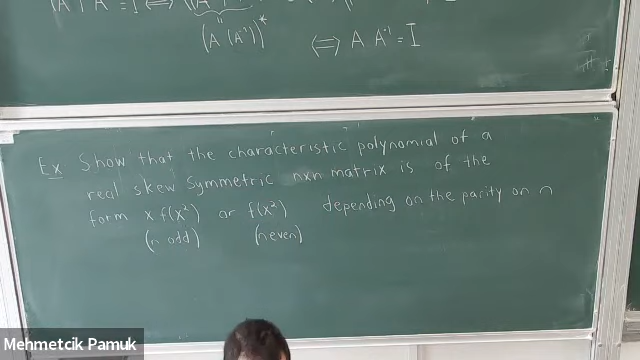 (A (A⁻¹))*
⟺ A A⁻¹ = I
Ex Show that the characteristic polynomial of a
real skew symmetric nxn matrix is of the
form x f(x²) or f(x²) depending on the parity on n
(n odd) (n even)
Mehmetcik Pamuk